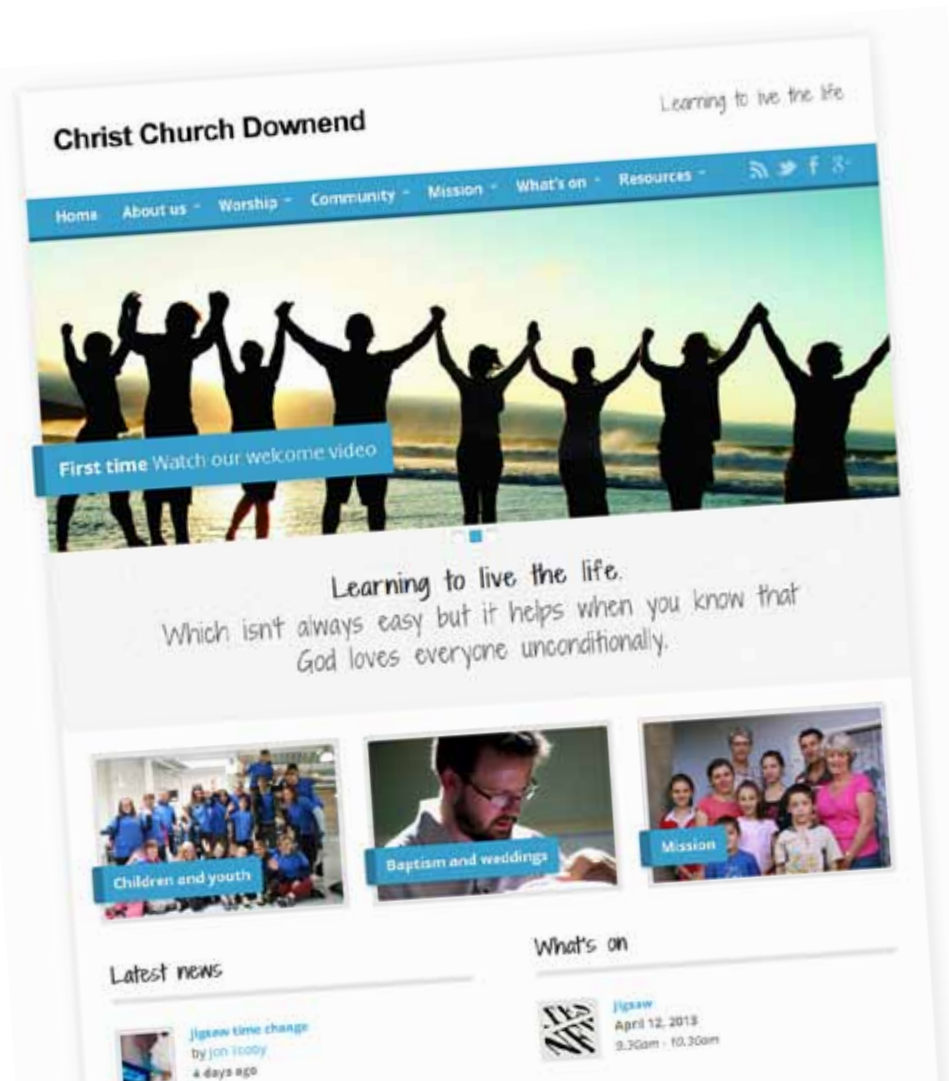 Christ Church Downend
Learning to live the life
Home About us Worship Community Mission What's on Resources
First time Watch our welcome video
Learning to live the life.
Which isn't always easy but it helps when you know that
God loves everyone unconditionally.
Children and youth
Baptism and weddings
Mission
Latest news
Jigsaw time change
by Jon
4 days ago
What's on
Jigsaw
April 12, 2013
9.30am - 10.30am